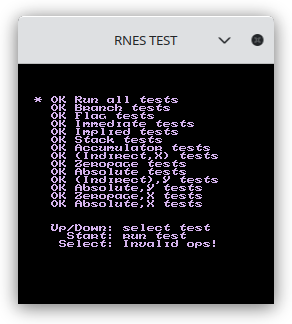 RNES TEST
* OK Run all tests
OK Branch tests
OK Flag tests
OK Immediate tests
OK Implied tests
OK Stack tests
OK Accumulator tests
OK (Indirect,X) tests
OK Zeropage tests
OK Absolute tests
OK (Indirect),Y tests
OK Absolute,Y tests
OK Zeropage,X tests
OK Absolute,X tests
Up/Down: select test
Start: run test
Select: Invalid ops!